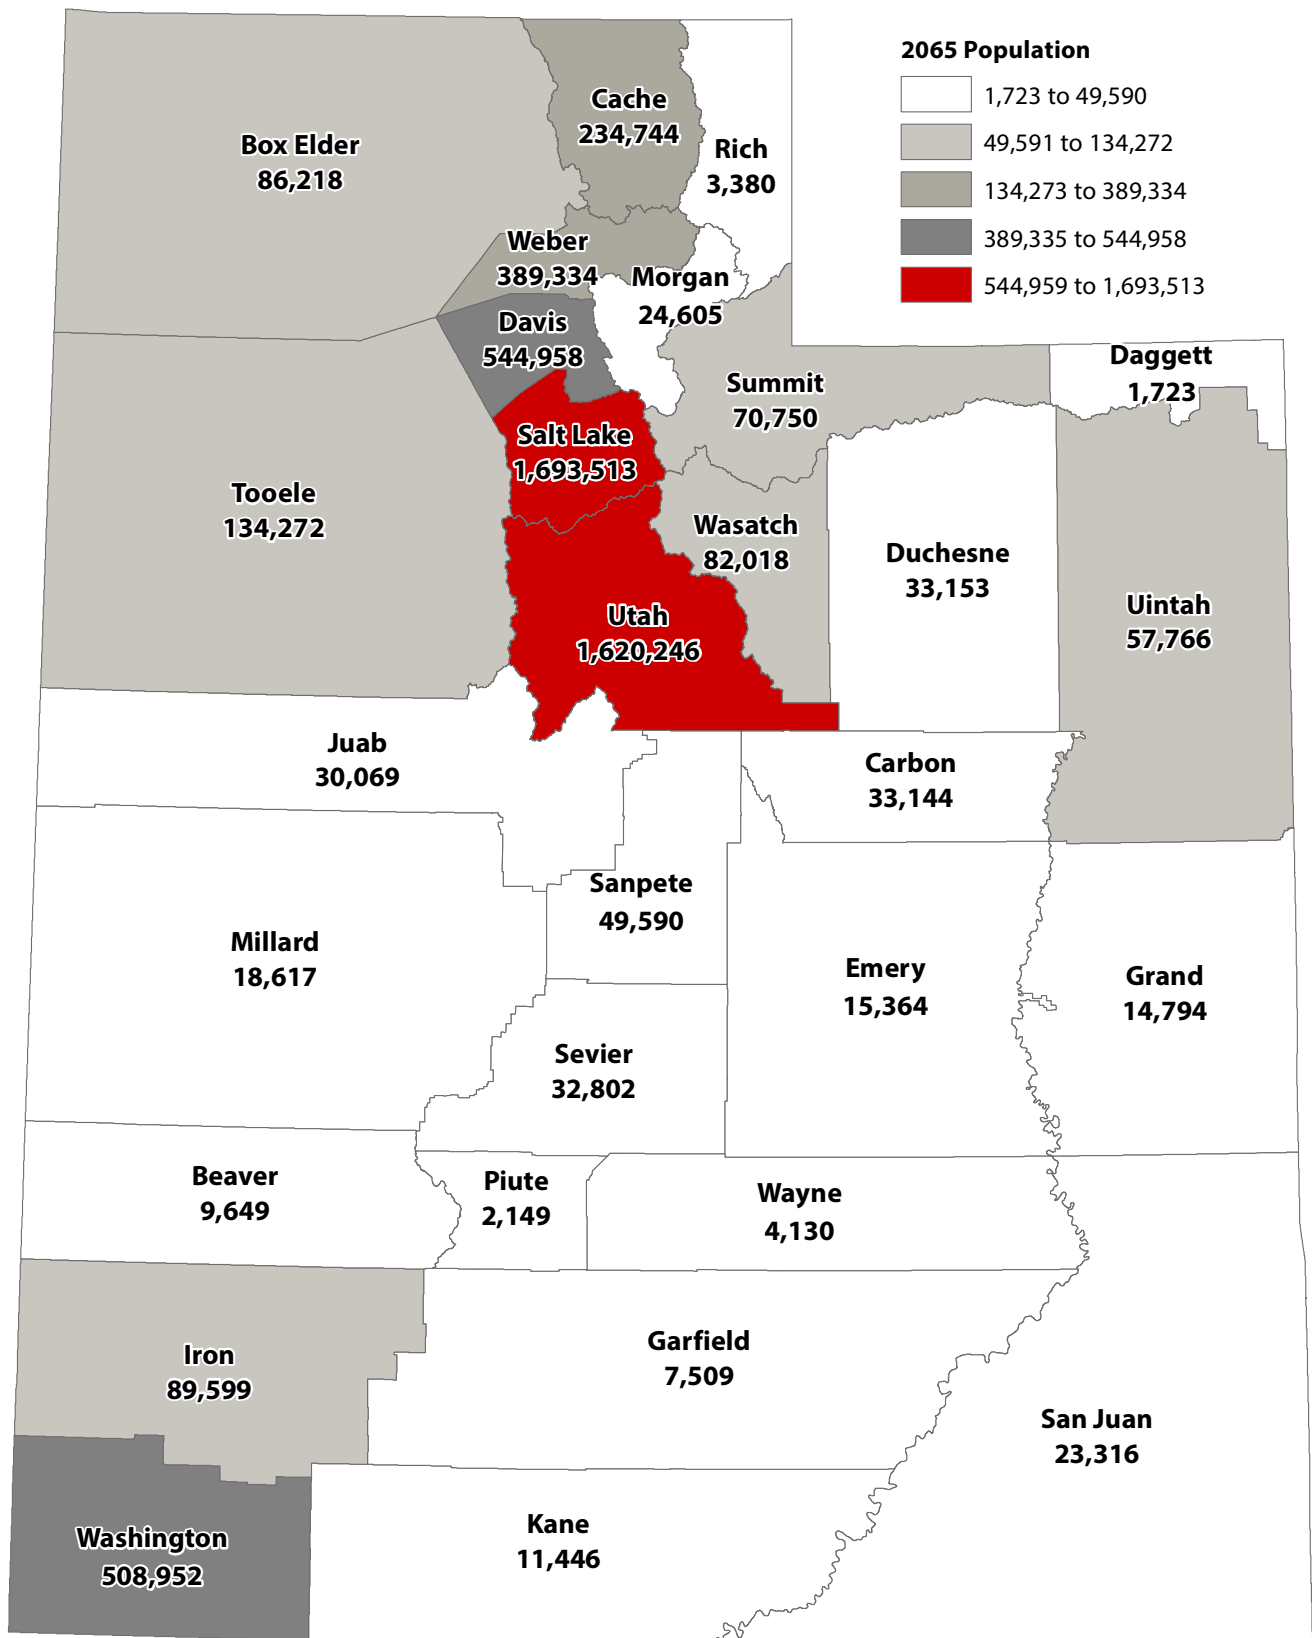 2065 Population
1,723 to 49,590
49,591 to 134,272
134,273 to 389,334
389,335 to 544,958
544,959 to 1,693,513
Cache
234,744
Box Elder
86,218
Rich
3,380
Weber
389,334
Morgan
24,605
Davis
544,958
Daggett
1,723
Summit
70,750
Salt Lake
1,693,513
Tooele
134,272
Wasatch
82,018
Duchesne
33,153
Uintah
57,766
Utah
1,620,246
Juab
30,069
Carbon
33,144
Sanpete
49,590
Millard
18,617
Emery
15,364
Grand
14,794
Sevier
32,802
Beaver
9,649
Piute
2,149
Wayne
4,130
Iron
89,599
Garfield
7,509
San Juan
23,316
Washington
508,952
Kane
11,446